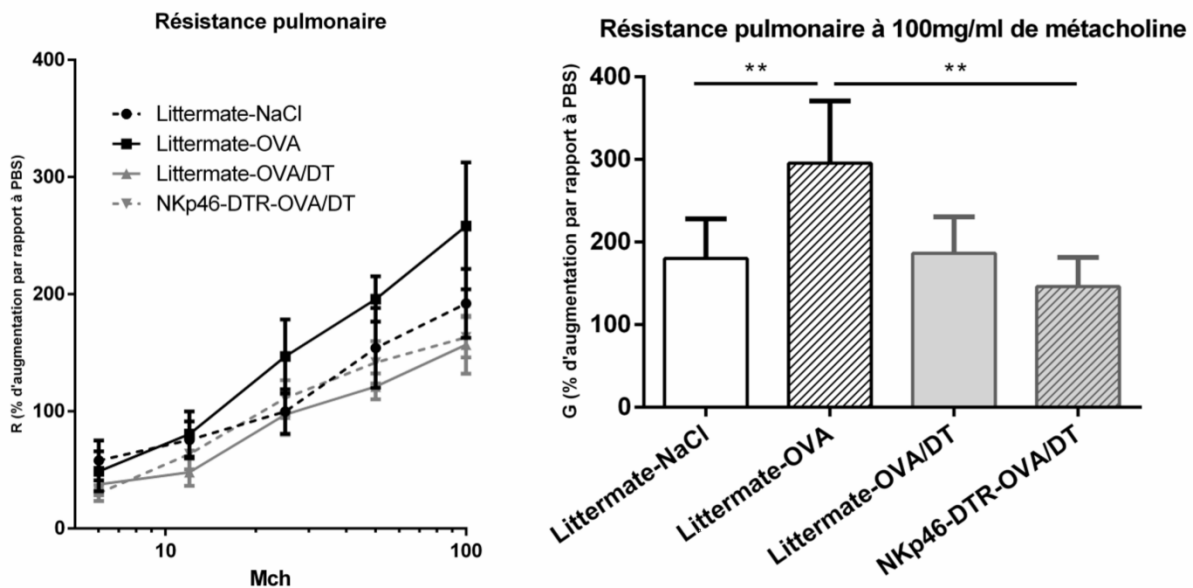 Résistance pulmonaire
R (% d'augmentation par rapport à PBS)
400
300
200
100
0
Littermate-NaCl
Littermate-OVA
Littermate-OVA/DT
NKp46-DTR-OVA/DT
10
100
Mch
Résistance pulmonaire à 100mg/ml de métacholine
G (% d'augmentation par rapport à PBS)
400
300
200
100
0
**
**
Littermate-NaCl
Littermate-OVA
Littermate-OVA/DT
NKp46-DTR-OVA/DT